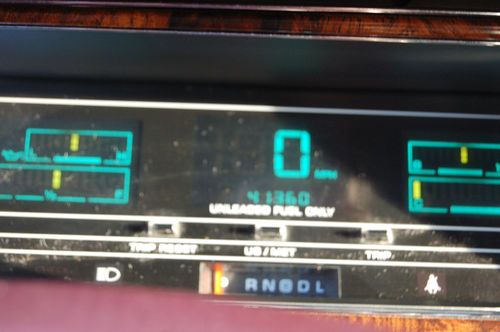 0 MPH
41360
UNLEADED FUEL ONLY
TRIP RESET US / MET TRIP
RNODL